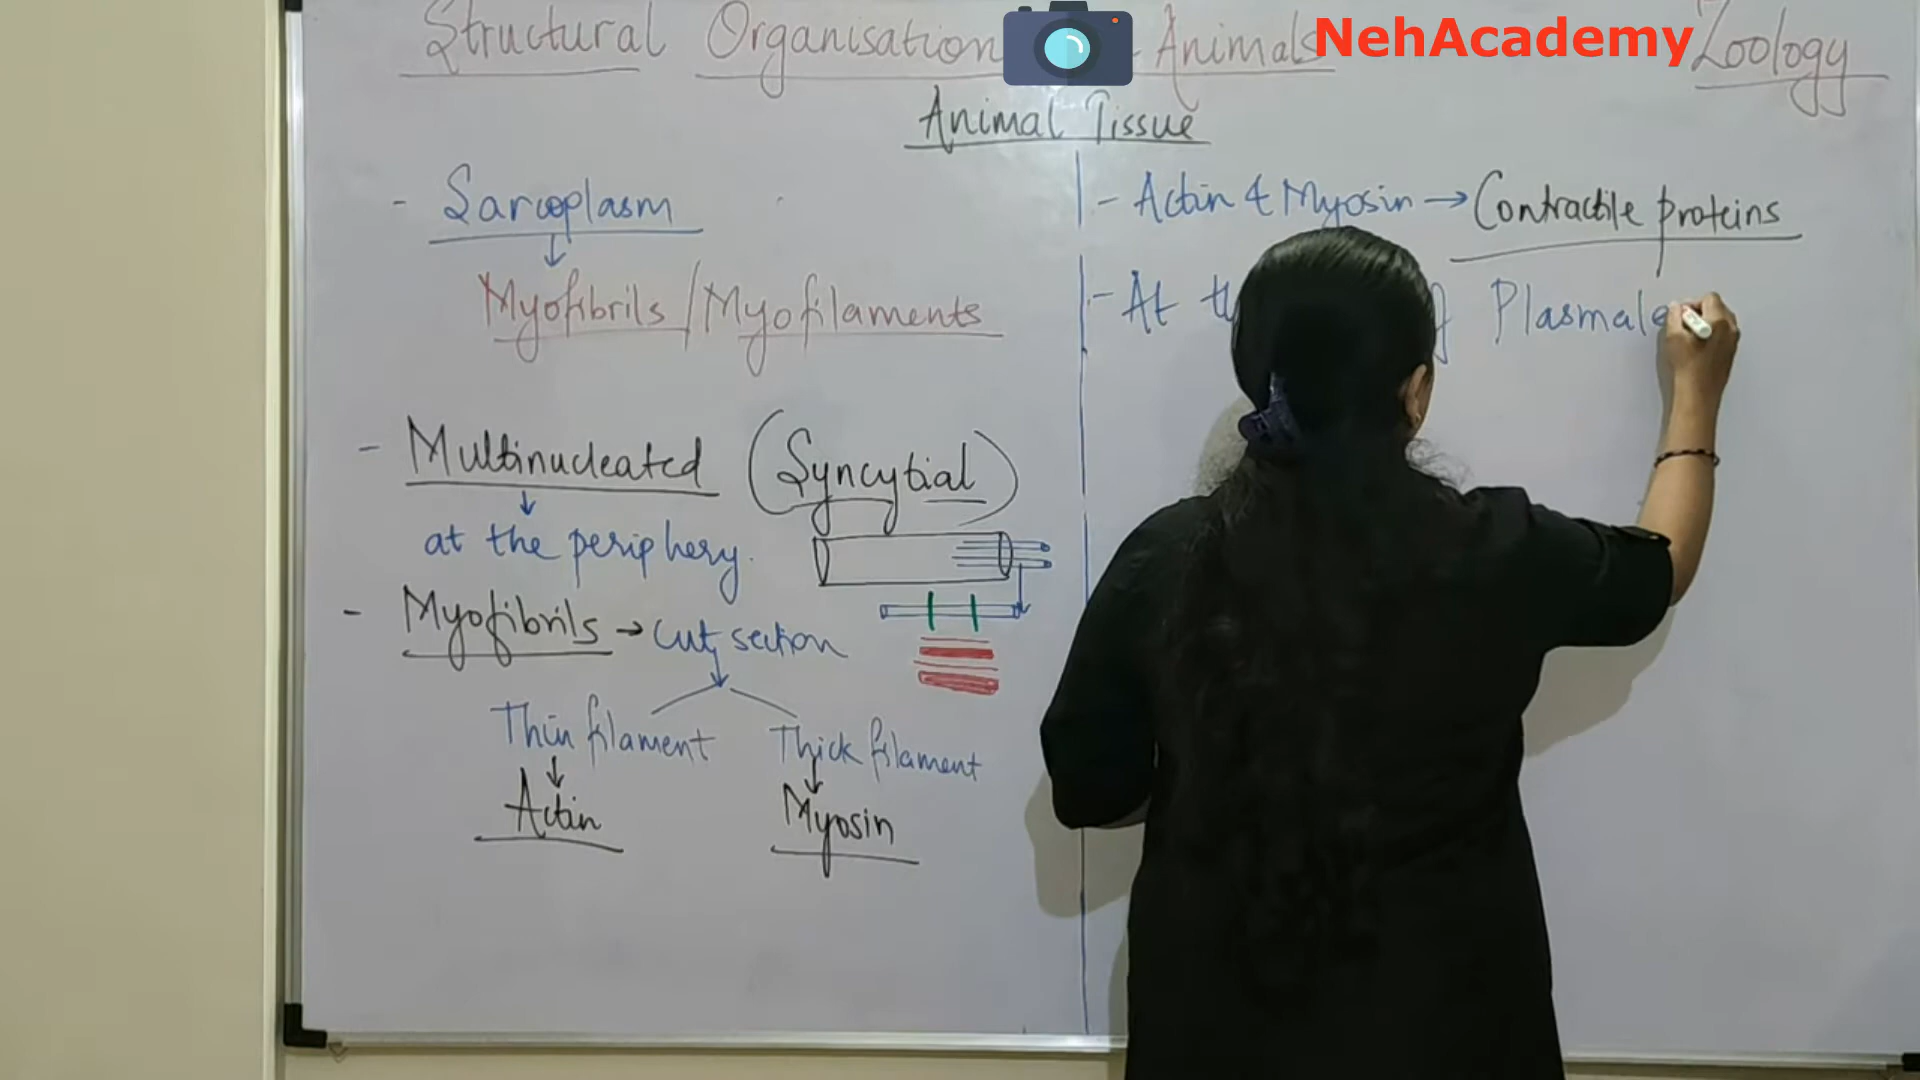 Structural Organisation Animals NehAcademy Zoology
Animal Tissue
- Sarcoplasm
Myofibrils / Myofilaments
- Multinucleated (Syncytial)
at the periphery.
- Myofibrils → cut section
Thin filament Thick filament
Actin Myosin
- Actin & Myosin → Contractile proteins
- At Plasmale